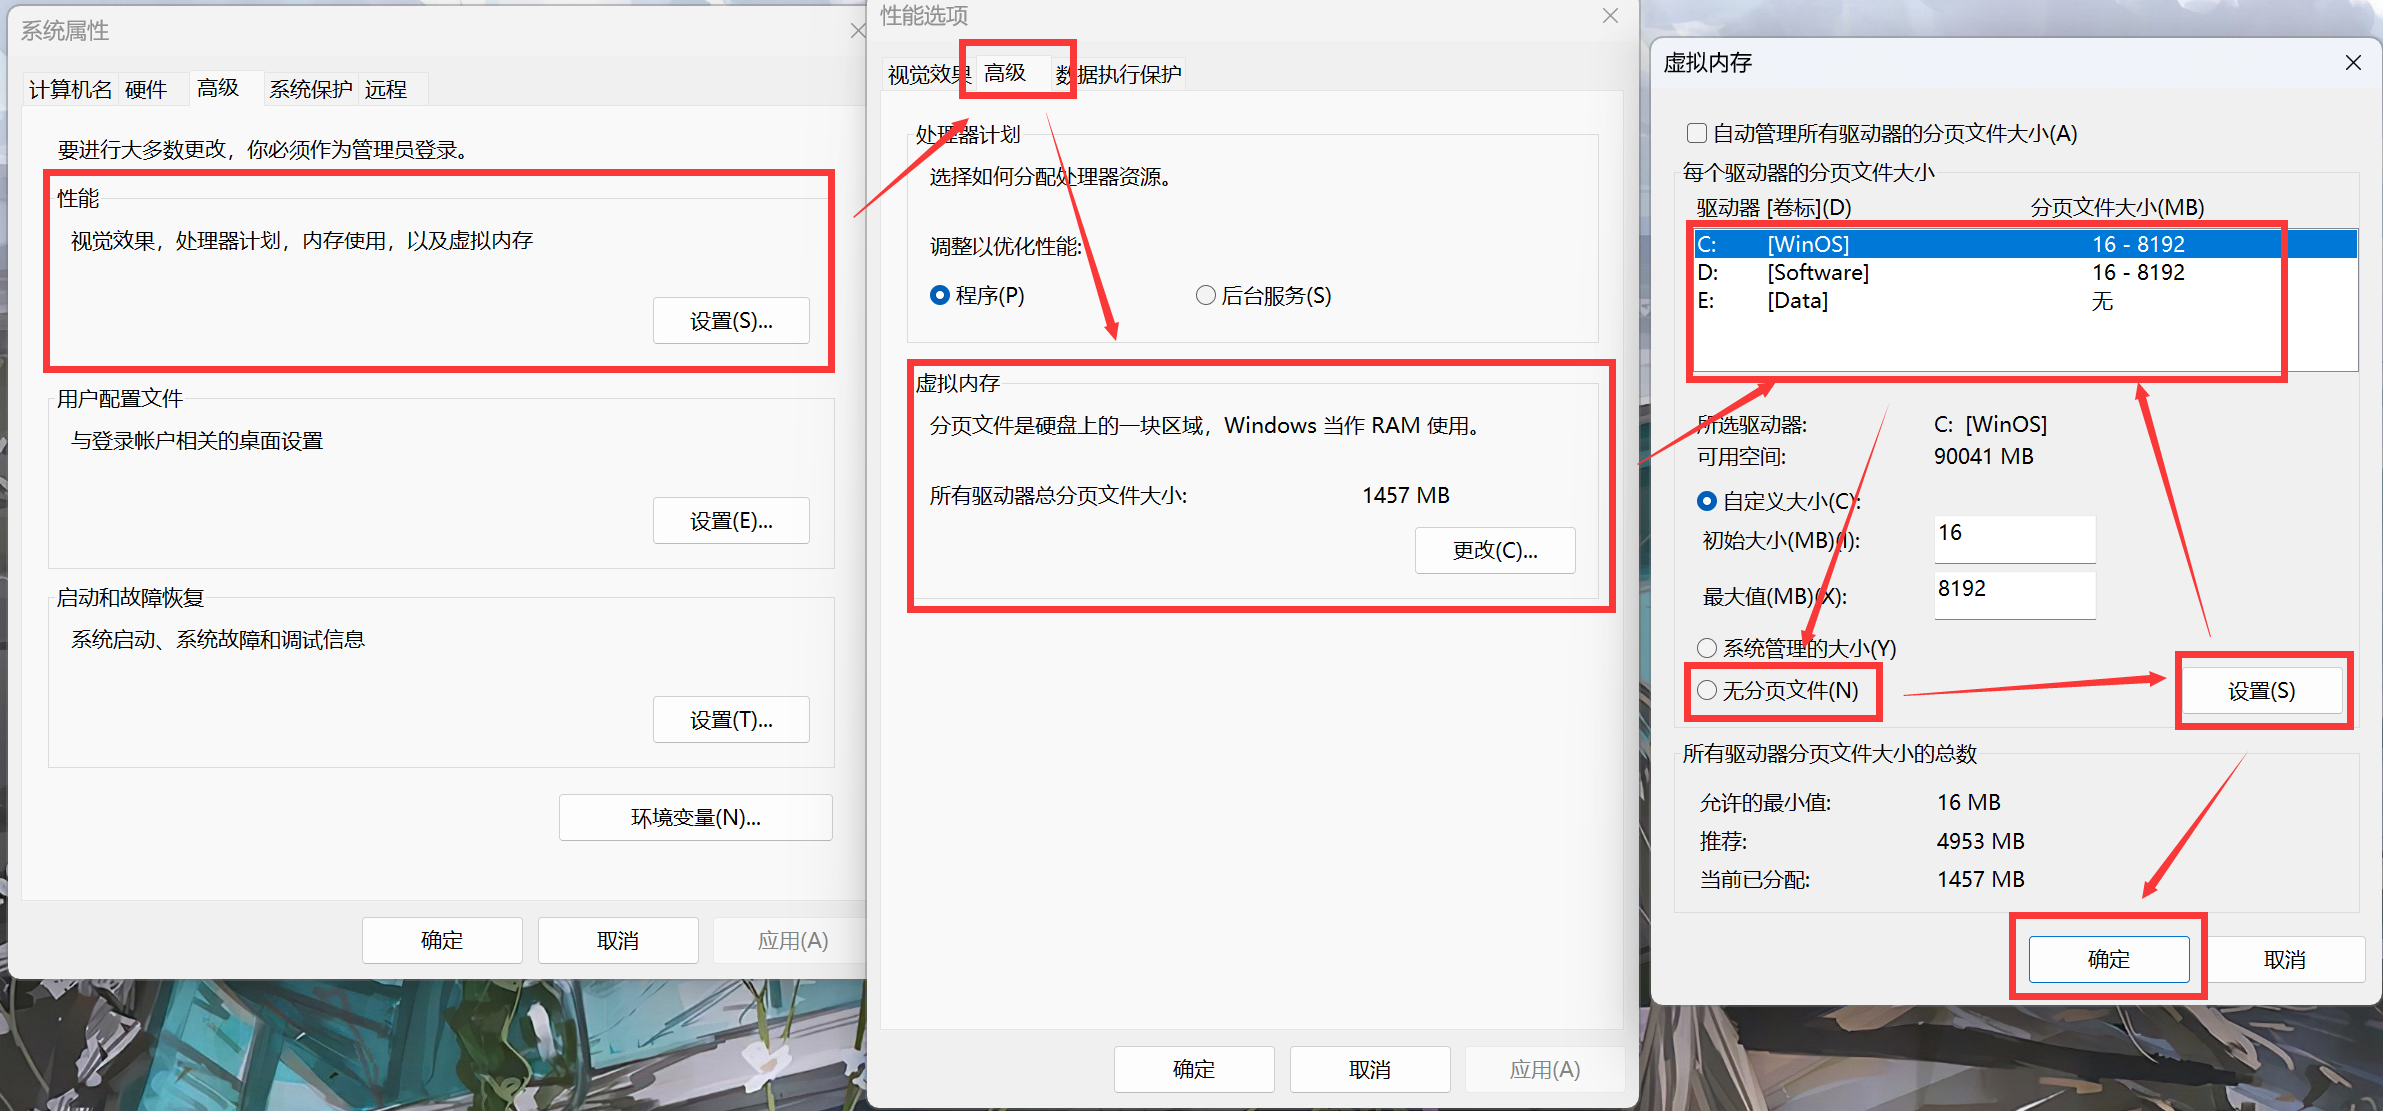 系统属性
计算机名
硬件
高级
系统保护
远程
要进行大多数更改，你必须作为管理员登录。
性能
视觉效果，处理器计划，内存使用，以及虚拟内存
设置(S)...
用户配置文件
与登录帐户相关的桌面设置
设置(E)...
启动和故障恢复
系统启动、系统故障和调试信息
设置(T)...
环境变量(N)...
确定
取消
应用(A)
性能选项
视觉效果
高级
数据执行保护
处理器计划
选择如何分配处理器资源。
调整以优化性能:
程序(P)
后台服务(S)
虚拟内存
分页文件是硬盘上的一块区域，Windows 当作 RAM 使用。
所有驱动器总分页文件大小: 1457 MB
更改(C)...
确定
取消
应用(A)
虚拟内存
自动管理所有驱动器的分页文件大小(A)
每个驱动器的分页文件大小
驱动器 [卷标](D) 分页文件大小(MB)
C: [WinOS] 16 - 8192
D: [Software] 16 - 8192
E: [Data] 无
所选驱动器: C: [WinOS]
可用空间: 90041 MB
自定义大小(C):
初始大小(MB)(I): 16
最大值(MB)(X): 8192
系统管理的大小(Y)
无分页文件(N)
设置(S)
所有驱动器分页文件大小的总数
允许的最小值: 16 MB
推荐: 4953 MB
当前已分配: 1457 MB
确定
取消